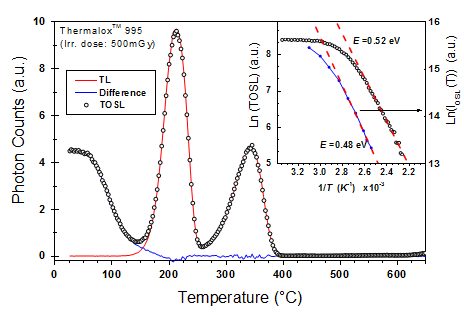 Thermalox™ 995
(Irr. dose: 500mGy)
TL
Difference
TOSL
Photon Counts (a.u.)
10
8
6
4
2
0
0 100 200 300 400 500 600
Temperature (°C)
E =0.52 eV
E =0.48 eV
Ln (TOSL) (a.u.)
9
8
7
6
5
Ln(I_OSL(T)) (a.u.)
16
15
14
13
3.2 3.0 2.8 2.6 2.4 2.2
1/T (K⁻¹) x10⁻³